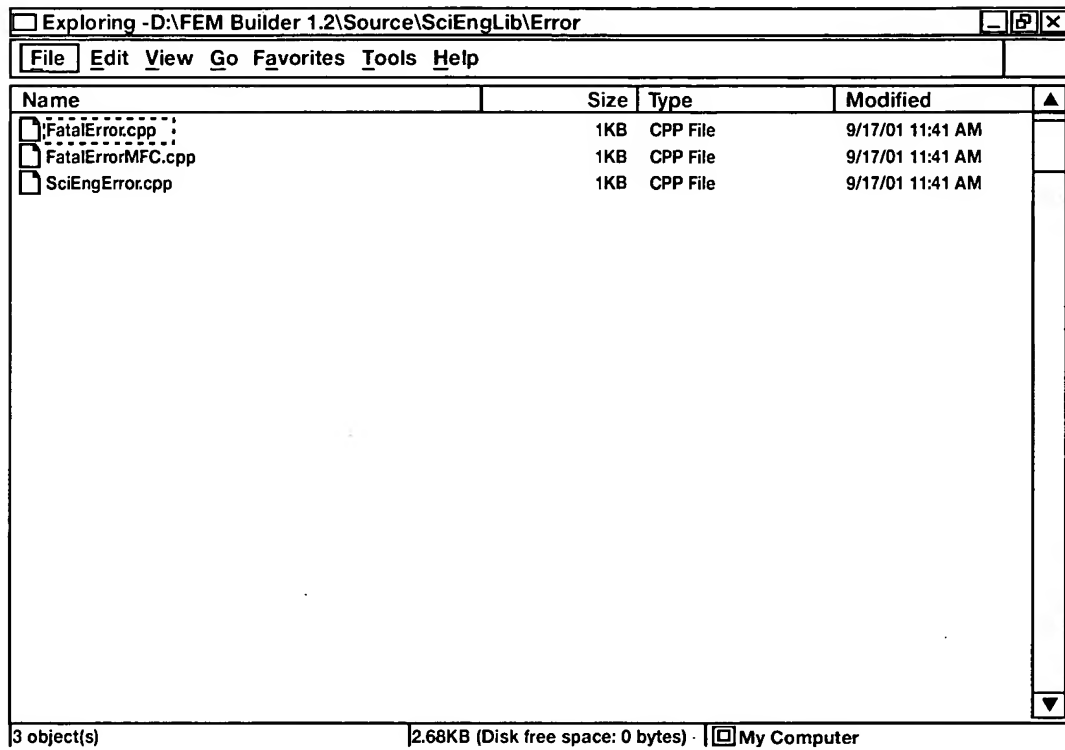 Exploring -D:\FEM Builder 1.2\Source\SciEngLib\Error
File Edit View Go Favorites Tools Help
Name Size Type Modified
FatalError.cpp 1KB CPP File 9/17/01 11:41 AM
FatalErrorMFC.cpp 1KB CPP File 9/17/01 11:41 AM
SciEngError.cpp 1KB CPP File 9/17/01 11:41 AM
3 object(s) 2.68KB (Disk free space: 0 bytes) My Computer